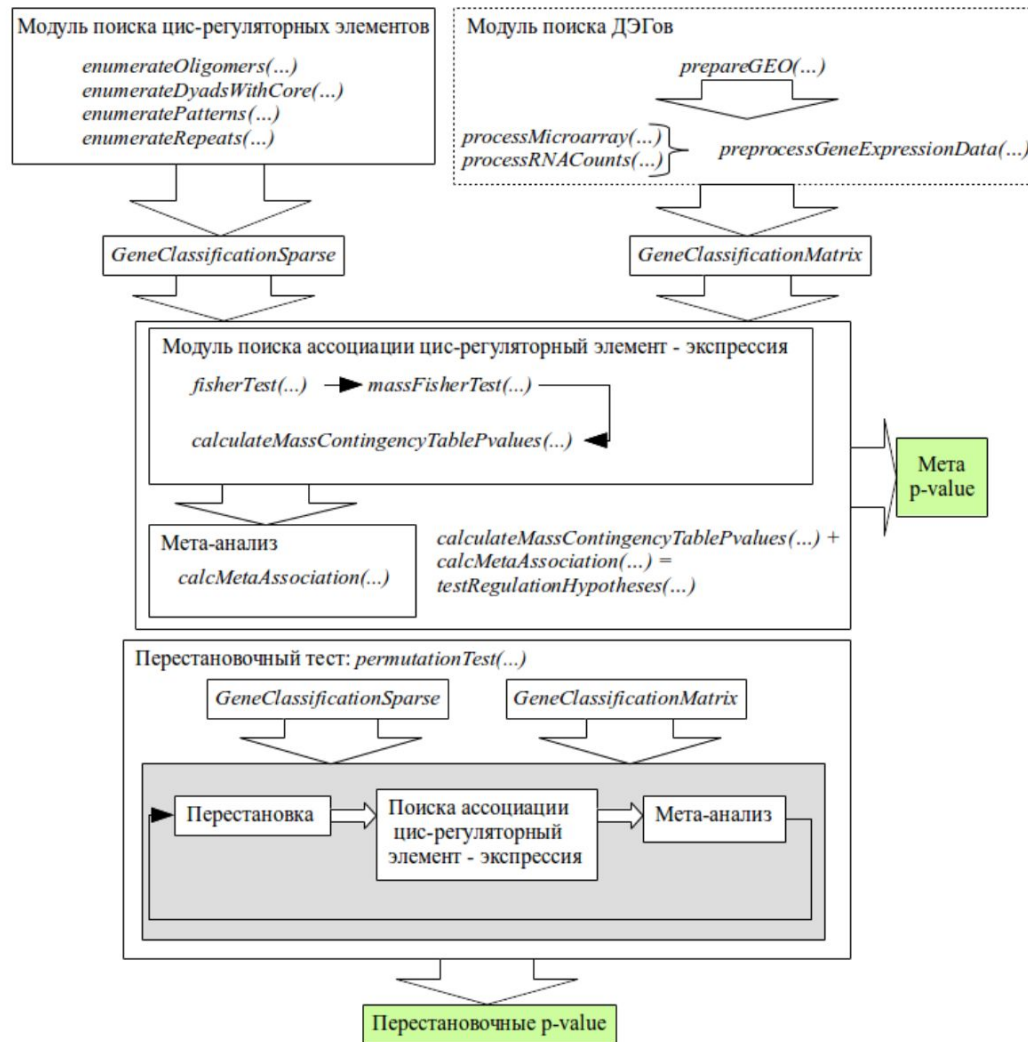 Модуль поиска цис-регуляторных элементов
enumerateOligomers(...)
enumerateDyadsWithCore(...)
enumeratePatterns(...)
enumerateRepeats(...)
Модуль поиска ДЭГов
prepareGEO(...)
processMicroarray(...)
processRNACounts(...)
preprocessGeneExpressionData(...)
GeneClassificationSparse
GeneClassificationMatrix
Модуль поиска ассоциации цис-регуляторный элемент - экспрессия
fisherTest(...)
massFisherTest(...)
calculateMassContingencyTablePvalues(...)
Мета
p-value
Мета-анализ
calcMetaAssociation(...)
calculateMassContingencyTablePvalues(...) +
calcMetaAssociation(...) =
testRegulationHypotheses(...)
Перестановочный тест: permutationTest(...)
GeneClassificationSparse
GeneClassificationMatrix
Перестановка
Поиска ассоциации
цис-регуляторный
элемент - экспрессия
Мета-анализ
Перестановочные p-value